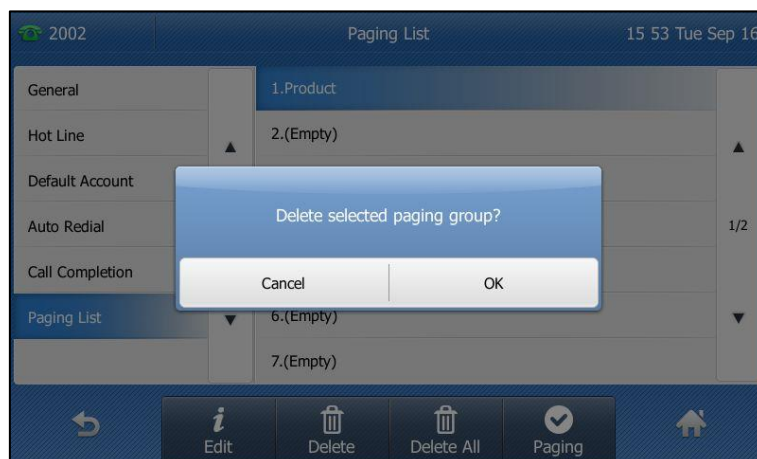 2002
Paging List
15 53 Tue Sep 16
General
Hot Line
Default Account
Auto Redial
Call Completion
Paging List
1.Product
2.(Empty)
Delete selected paging group?
Cancel
OK
6.(Empty)
7.(Empty)
1/2
Edit
Delete
Delete All
Paging